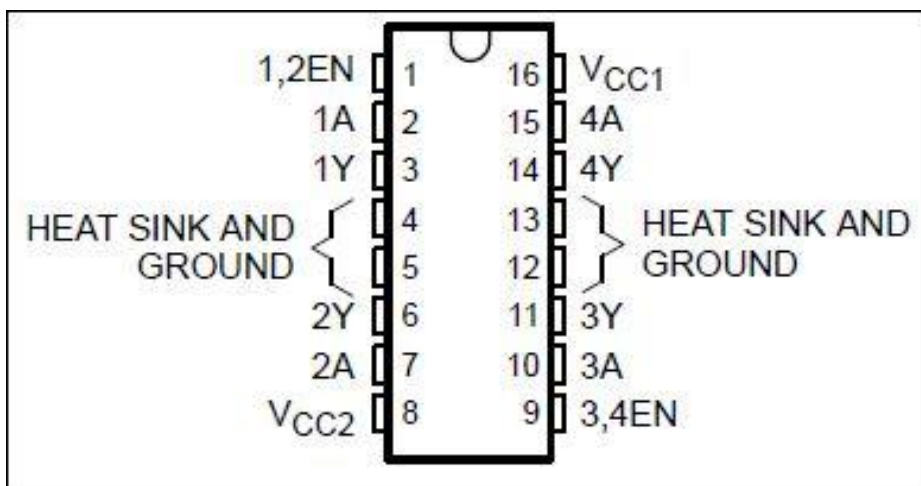 1,2EN 1 16 VCC1
1A 2 15 4A
1Y 3 14 4Y
HEAT SINK AND
GROUND
4 13
5 12
HEAT SINK AND
GROUND
2Y 6 11 3Y
2A 7 10 3A
VCC2 8 9 3,4EN